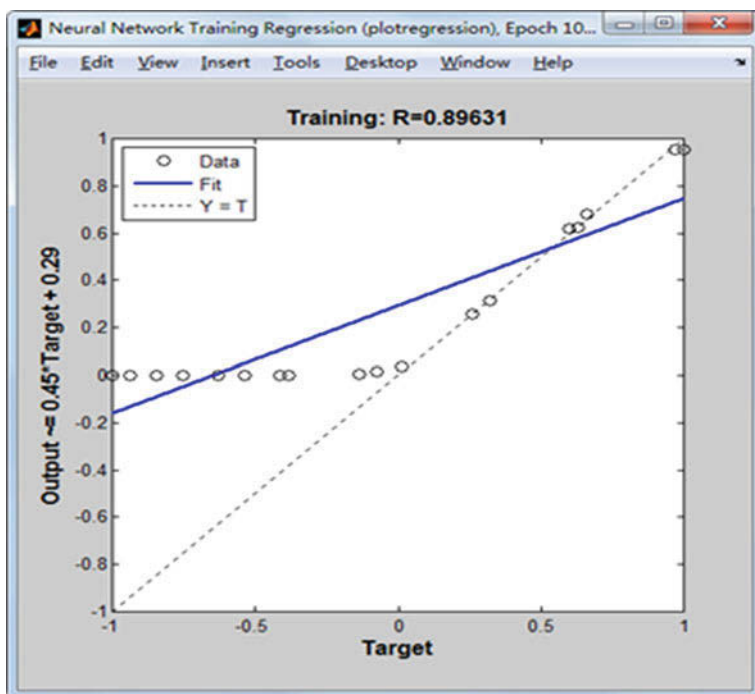 Neural Network Training Regression (plotregression), Epoch 10...
File Edit View Insert Tools Desktop Window Help
Training: R=0.89631
Data
Fit
Y = T
Output ~= 0.45*Target + 0.29
1
0.8
0.6
0.4
0.2
0
-0.2
-0.4
-0.6
-0.8
-1
-1 -0.5 0 0.5 1
Target